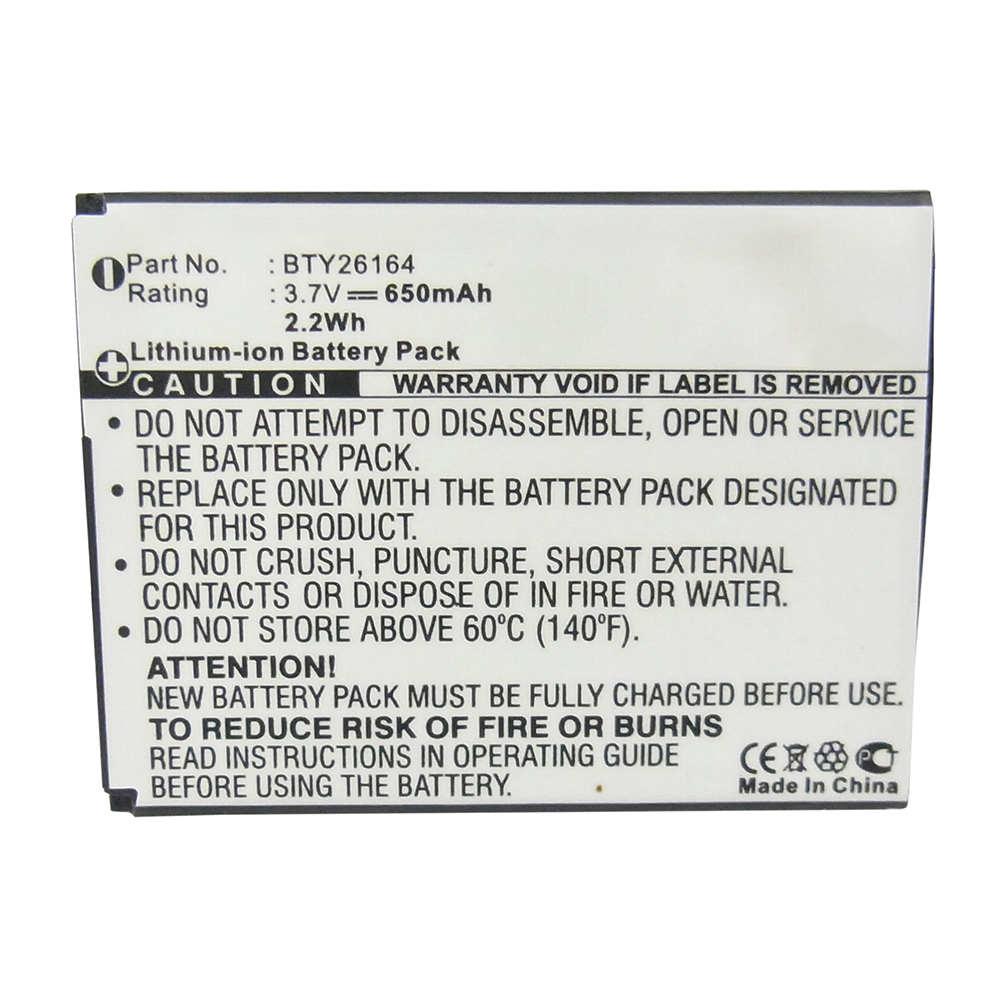 Part No. : BTY26164
Rating : 3.7V ⎓ 650mAh
2.2Wh
Lithium-ion Battery Pack
CAUTION WARRANTY VOID IF LABEL IS REMOVED
• DO NOT ATTEMPT TO DISASSEMBLE, OPEN OR SERVICE
THE BATTERY PACK.
• REPLACE ONLY WITH THE BATTERY PACK DESIGNATED
FOR THIS PRODUCT.
• DO NOT CRUSH, PUNCTURE, SHORT EXTERNAL
CONTACTS OR DISPOSE OF IN FIRE OR WATER.
• DO NOT STORE ABOVE 60°C (140°F).
ATTENTION!
NEW BATTERY PACK MUST BE FULLY CHARGED BEFORE USE.
TO REDUCE RISK OF FIRE OR BURNS
READ INSTRUCTIONS IN OPERATING GUIDE
BEFORE USING THE BATTERY.
CE
Made In China